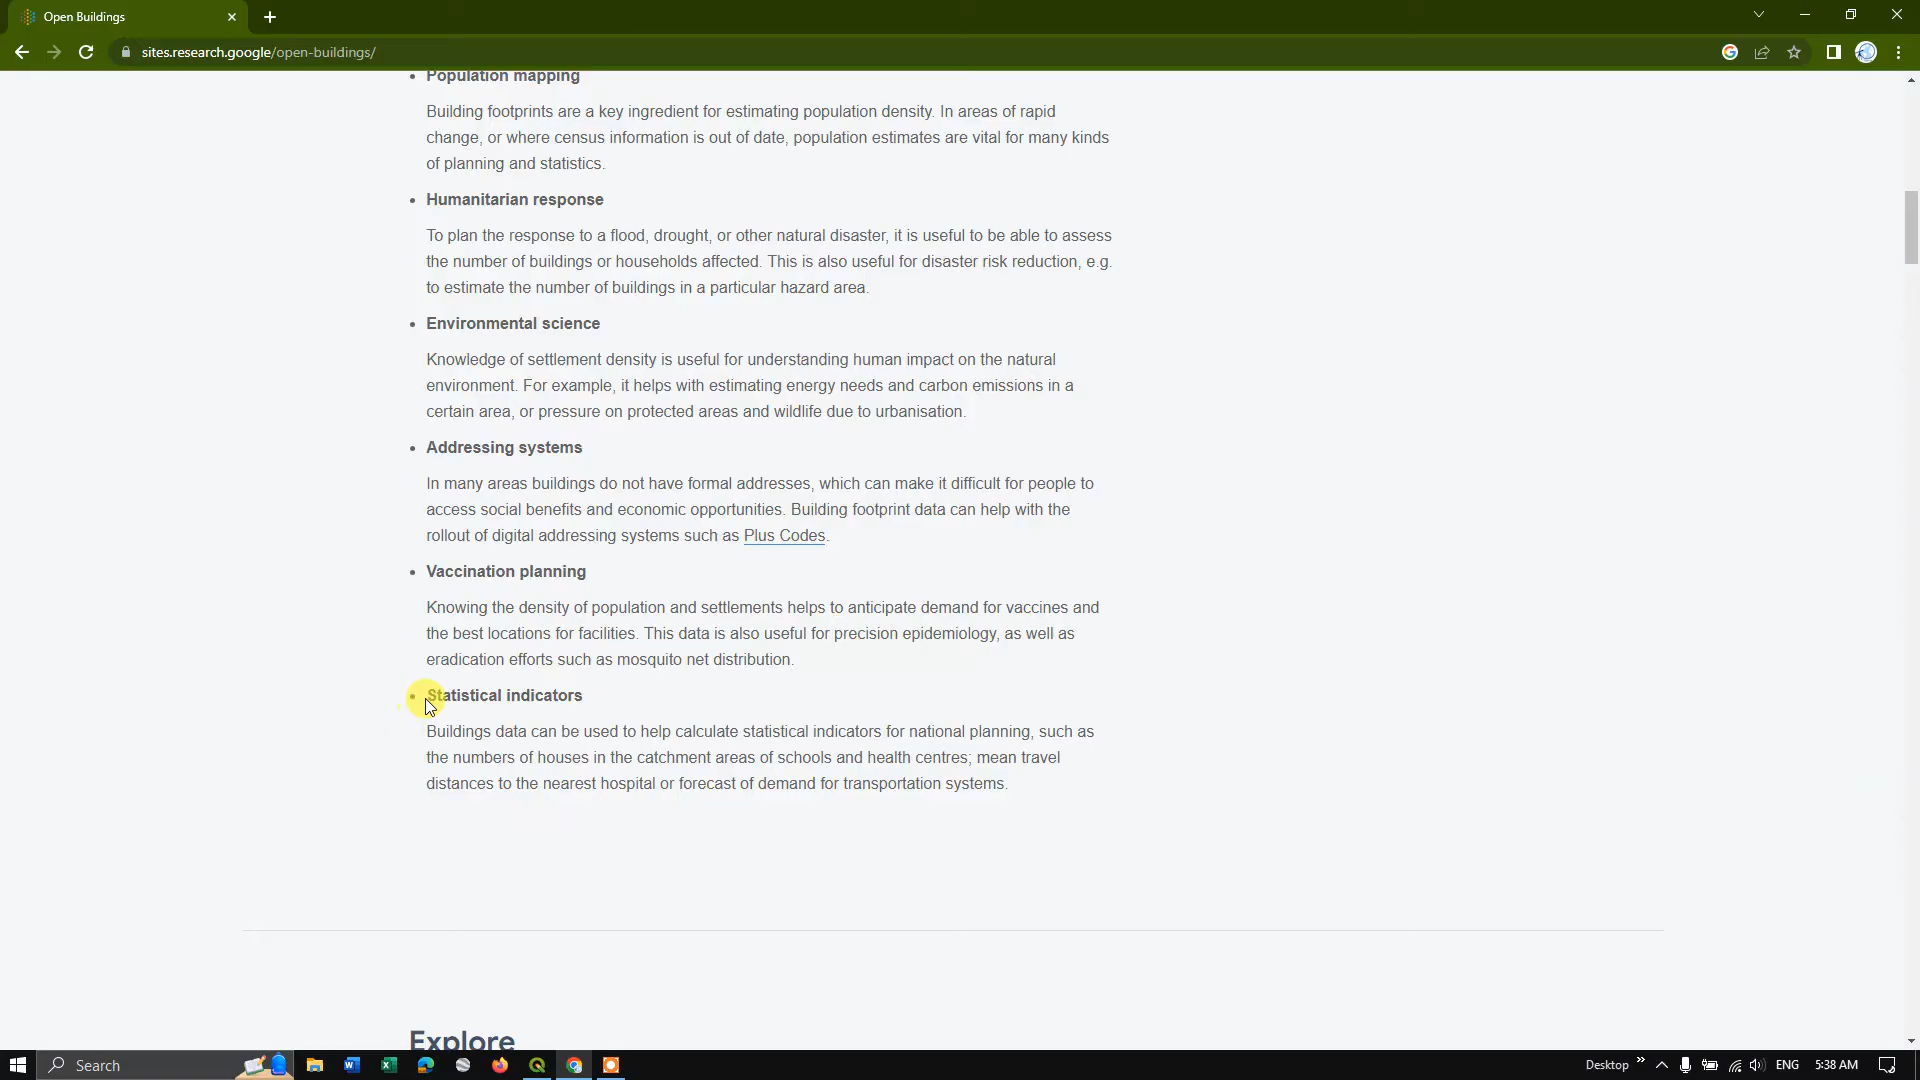 Open Buildings
sites.research.google/open-buildings/
Population mapping
Building footprints are a key ingredient for estimating population density. In areas of rapid
change, or where census information is out of date, population estimates are vital for many kinds
of planning and statistics.
Humanitarian response
To plan the response to a flood, drought, or other natural disaster, it is useful to be able to assess
the number of buildings or households affected. This is also useful for disaster risk reduction, e.g.
to estimate the number of buildings in a particular hazard area.
Environmental science
Knowledge of settlement density is useful for understanding human impact on the natural
environment. For example, it helps with estimating energy needs and carbon emissions in a
certain area, or pressure on protected areas and wildlife due to urbanisation.
Addressing systems
In many areas buildings do not have formal addresses, which can make it difficult for people to
access social benefits and economic opportunities. Building footprint data can help with the
rollout of digital addressing systems such as Plus Codes.
Vaccination planning
Knowing the density of population and settlements helps to anticipate demand for vaccines and
the best locations for facilities. This data is also useful for precision epidemiology, as well as
eradication efforts such as mosquito net distribution.
Statistical indicators
Buildings data can be used to help calculate statistical indicators for national planning, such as
the numbers of houses in the catchment areas of schools and health centres; mean travel
distances to the nearest hospital or forecast of demand for transportation systems.
Explore
Search
Desktop
ENG
5:38 AM